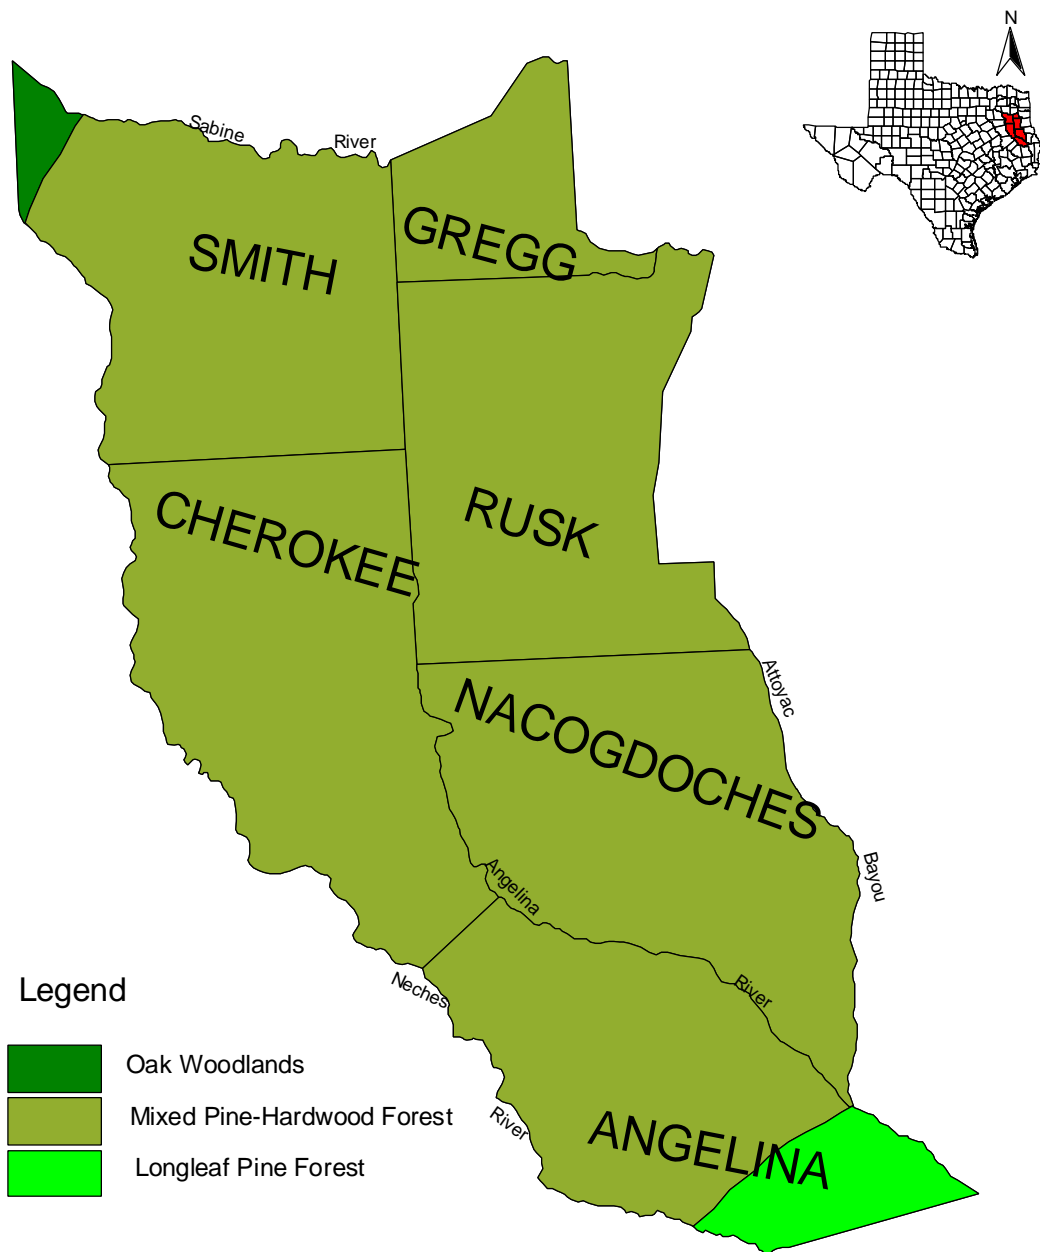 N
Sabine River
GREGG
SMITH
CHEROKEE
RUSK
Attoyac
NACOGDOCHES
Bayou
Angelina
River
Neches
River
ANGELINA
Legend
Oak Woodlands
Mixed Pine-Hardwood Forest
Longleaf Pine Forest